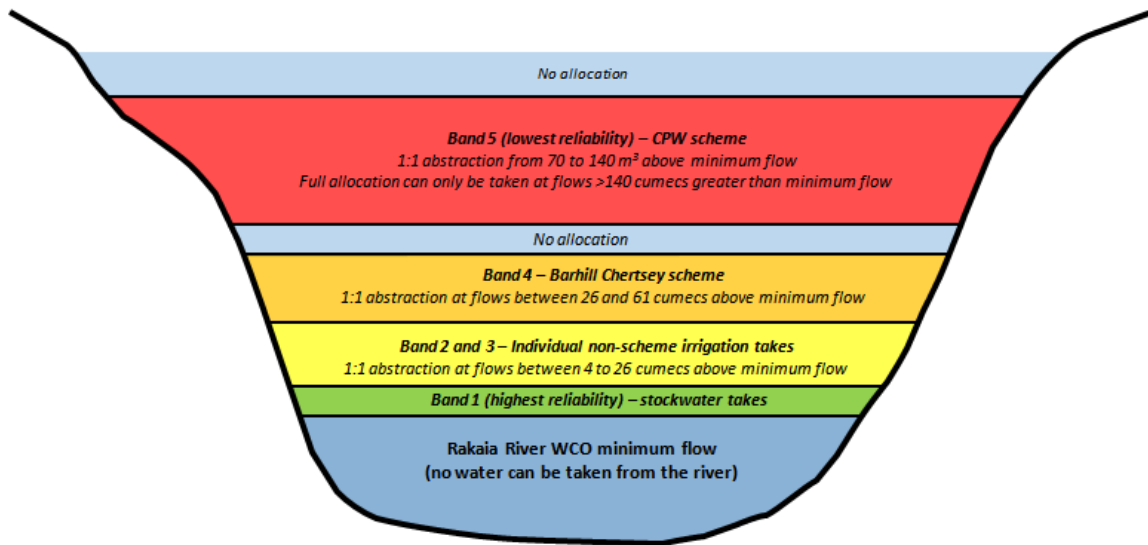 No allocation
Band 5 (lowest reliability) – CPW scheme
1:1 abstraction from 70 to 140 m³ above minimum flow
Full allocation can only be taken at flows >140 cumecs greater than minimum flow
No allocation
Band 4 – Barhill Chertsey scheme
1:1 abstraction at flows between 26 and 61 cumecs above minimum flow
Band 2 and 3 – Individual non-scheme irrigation takes
1:1 abstraction at flows between 4 to 26 cumecs above minimum flow
Band 1 (highest reliability) – stockwater takes
Rakaia River WCO minimum flow
(no water can be taken from the river)